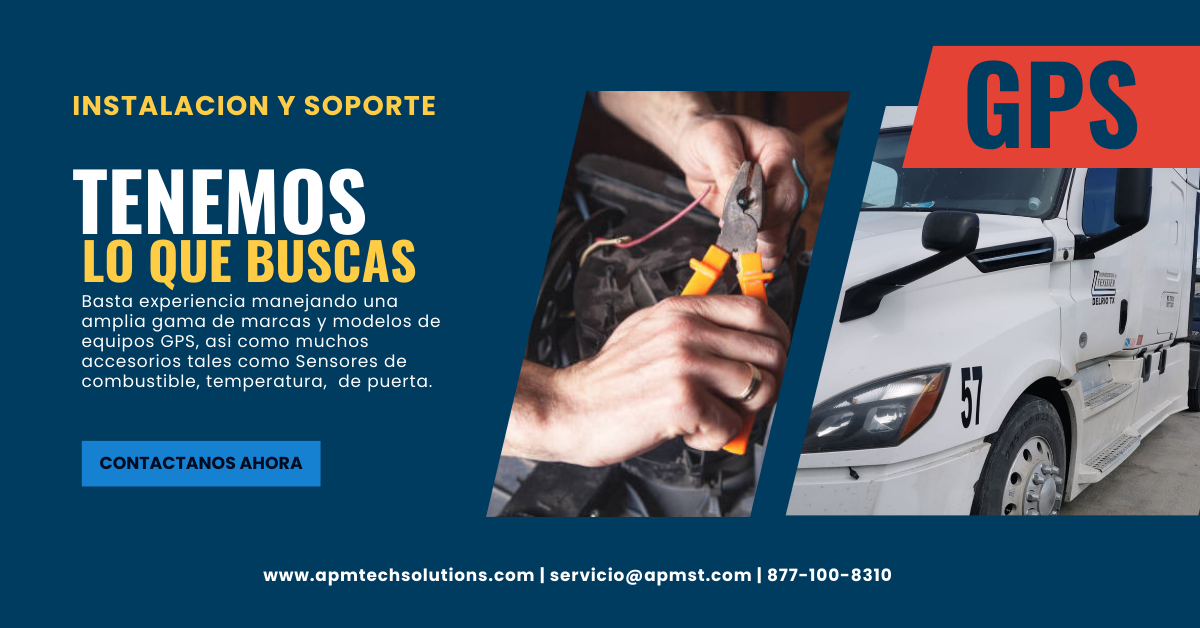 GPS
INSTALACION Y SOPORTE
TENEMOS
LO QUE BUSCAS
Basta experiencia manejando una
amplia gama de marcas y modelos de
equipos GPS, asi como muchos
accesorios tales como Sensores de
combustible, temperatura,  de puerta.
CONTACTANOS AHORA
DELRIO TX
57
www.apmtechsolutions.com | servicio@apmst.com | 877-100-8310